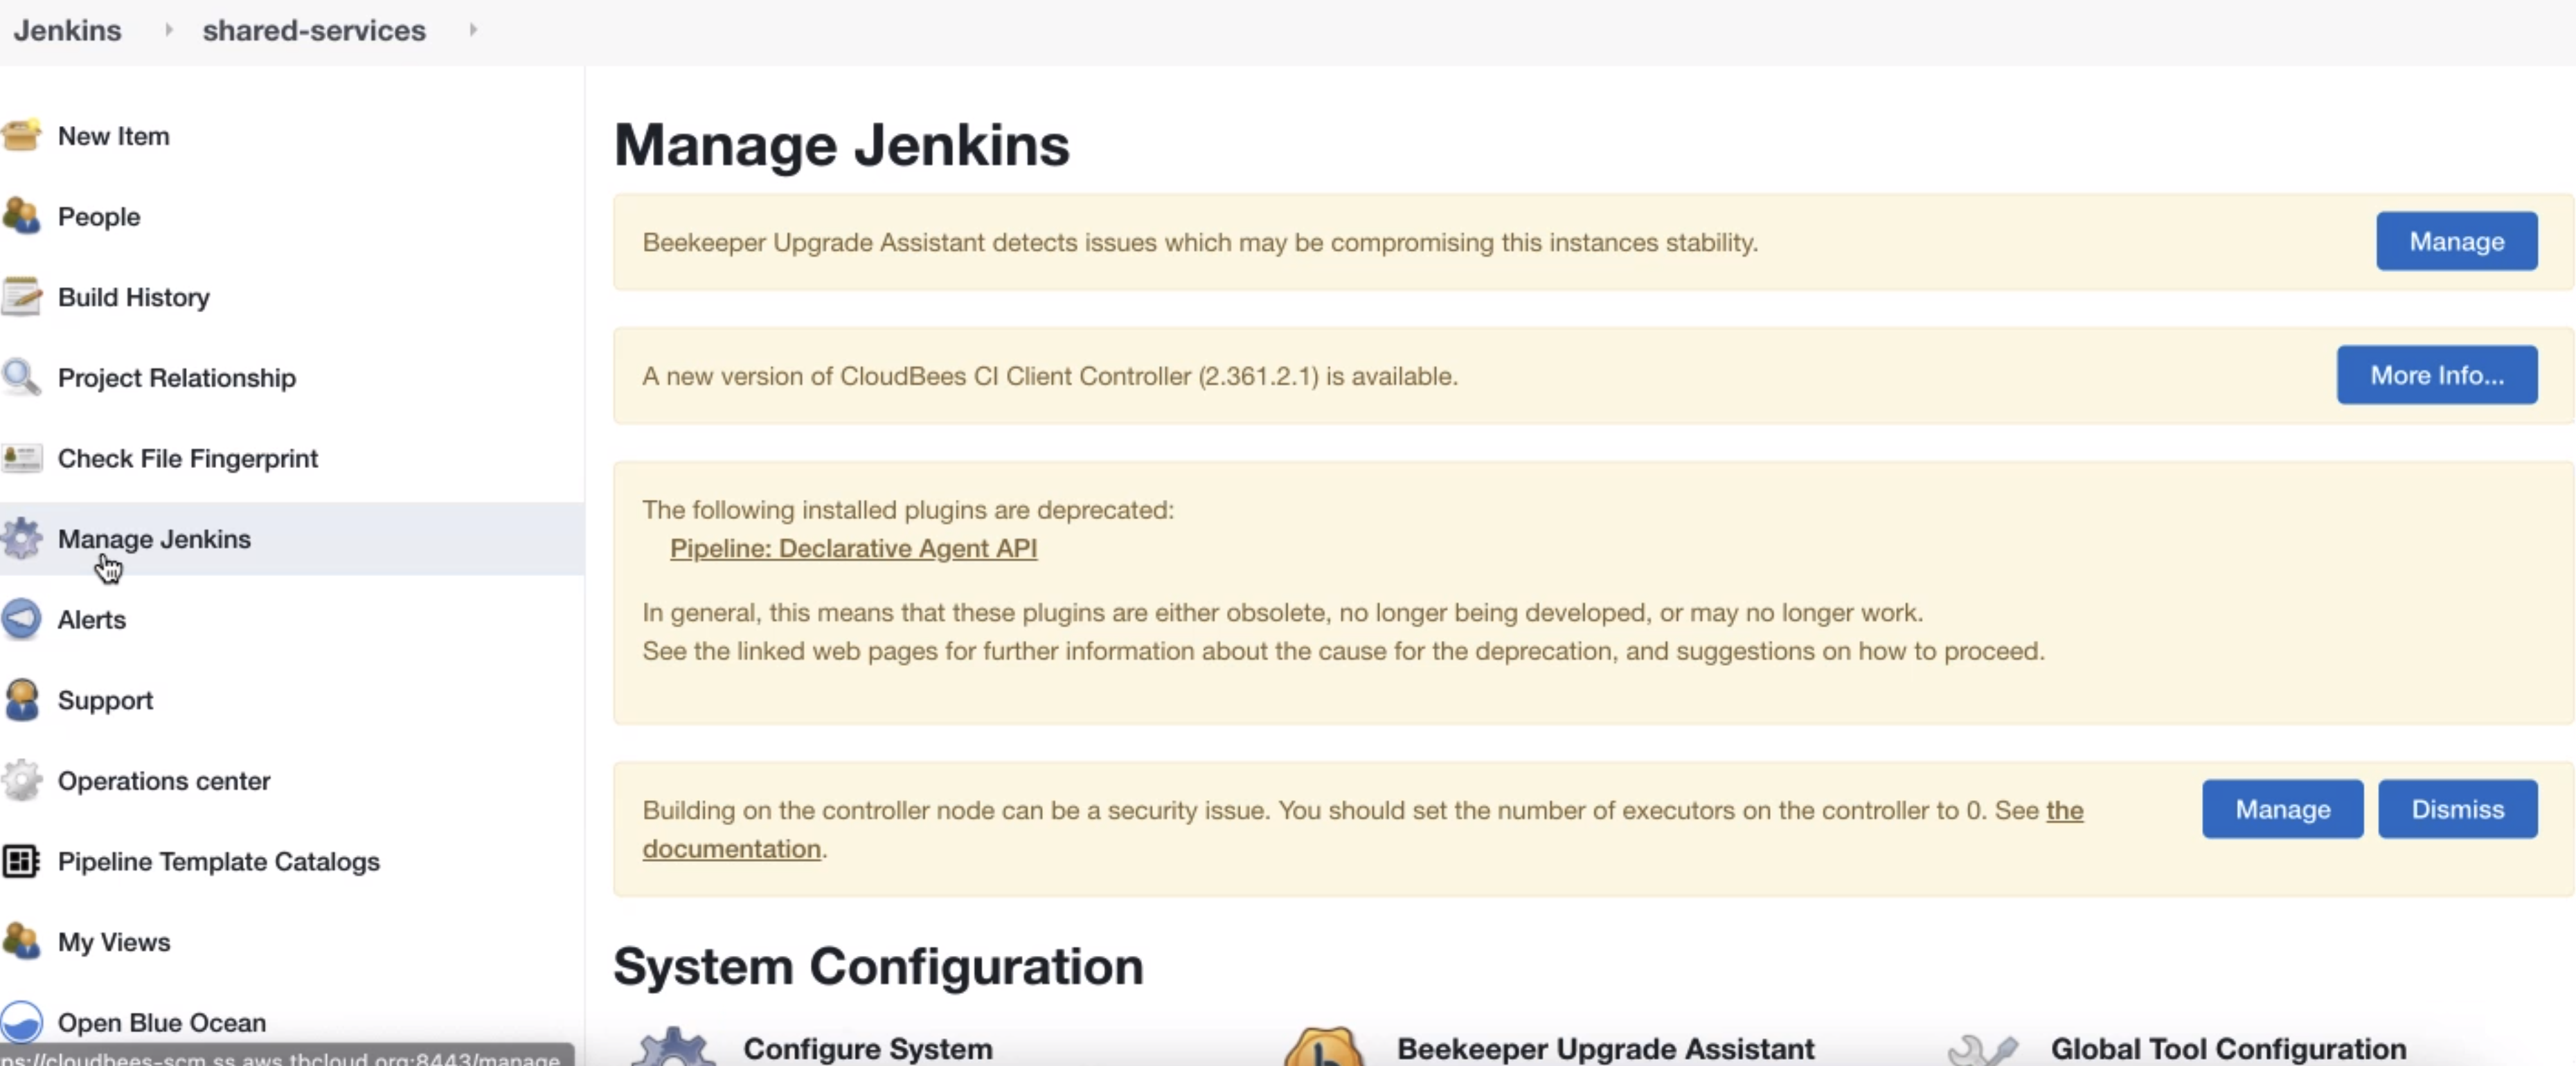 Jenkins shared-services
New Item
People
Build History
Project Relationship
Check File Fingerprint
Manage Jenkins
Alerts
Support
Operations center
Pipeline Template Catalogs
My Views
Open Blue Ocean
ps://cloudbees-scm.ss.aws.tbcloud.org:8443/manage
Manage Jenkins
Beekeeper Upgrade Assistant detects issues which may be compromising this instances stability.
Manage
A new version of CloudBees CI Client Controller (2.361.2.1) is available.
More Info...
The following installed plugins are deprecated:
Pipeline: Declarative Agent API
In general, this means that these plugins are either obsolete, no longer being developed, or may no longer work.
See the linked web pages for further information about the cause for the deprecation, and suggestions on how to proceed.
Building on the controller node can be a security issue. You should set the number of executors on the controller to 0. See the
documentation.
Manage Dismiss
System Configuration
Configure System
Beekeeper Upgrade Assistant
Global Tool Configuration